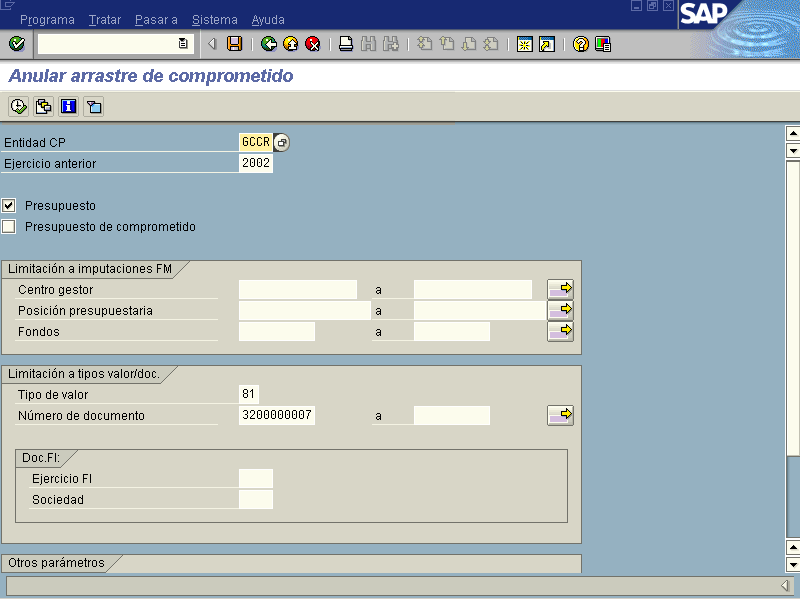 Programa Tratar Pasar a Sistema Ayuda
SAP
Anular arrastre de comprometido
Entidad CP GCCR
Ejercicio anterior 2002
Presupuesto
Presupuesto de comprometido
Limitación a imputaciones FM
Centro gestor a
Posición presupuestaria a
Fondos a
Limitación a tipos valor/doc.
Tipo de valor 81
Número de documento 3200000007 a
Doc.FI:
Ejercicio FI
Sociedad
Otros parámetros